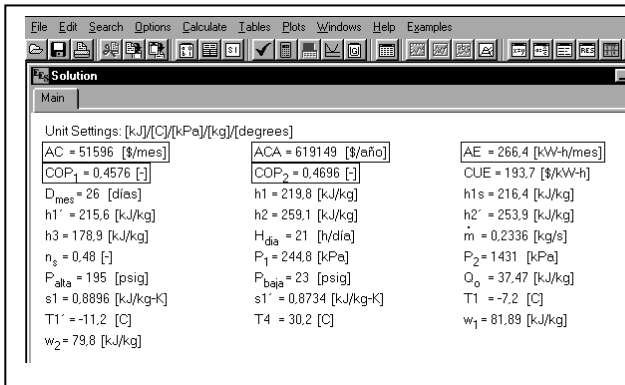 File Edit Search Options Calculate Tables Plots Windows Help Examples
EES Solution
Main
Unit Settings: [kJ]/[C]/[kPa]/[kg]/[degrees]
AC = 51596 [$/mes] ACA = 619149 [$/año] AE = 266,4 [kW-h/mes]
COP1 = 0,4576 [-] COP2 = 0,4696 [-] CUE = 193,7 [$/kW-h]
Dmes = 26 [días] h1 = 219,8 [kJ/kg] h1s = 216,4 [kJ/kg]
h1´ = 215,6 [kJ/kg] h2 = 259,1 [kJ/kg] h2´ = 253,9 [kJ/kg]
h3 = 178,9 [kJ/kg] Hdia = 21 [h/día] ṁ = 0,2336 [kg/s]
ns = 0,48 [-] P1 = 244,8 [kPa] P2 = 1431 [kPa]
Palta = 195 [psig] Pbaja = 23 [psig] Qo = 37,47 [kJ/kg]
s1 = 0,8896 [kJ/kg-K] s1´ = 0,8734 [kJ/kg-K] T1 = -7,2 [C]
T1´ = -11,2 [C] T4 = 30,2 [C] w1 = 81,89 [kJ/kg]
w2 = 79,8 [kJ/kg]